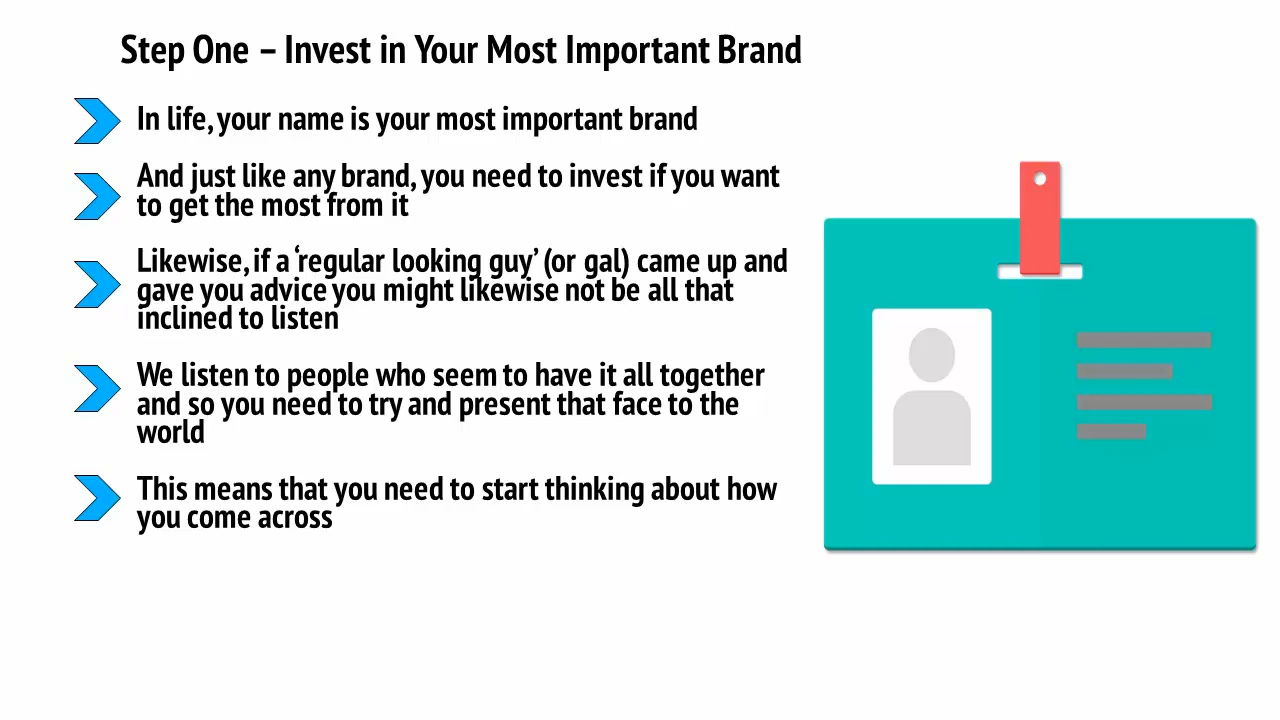 Step One – Invest in Your Most Important Brand
In life, your name is your most important brand
And just like any brand, you need to invest if you want
to get the most from it
Likewise, if a ‘regular looking guy’ (or gal) came up and
gave you advice you might likewise not be all that
inclined to listen
We listen to people who seem to have it all together
and so you need to try and present that face to the
world
This means that you need to start thinking about how
you come across